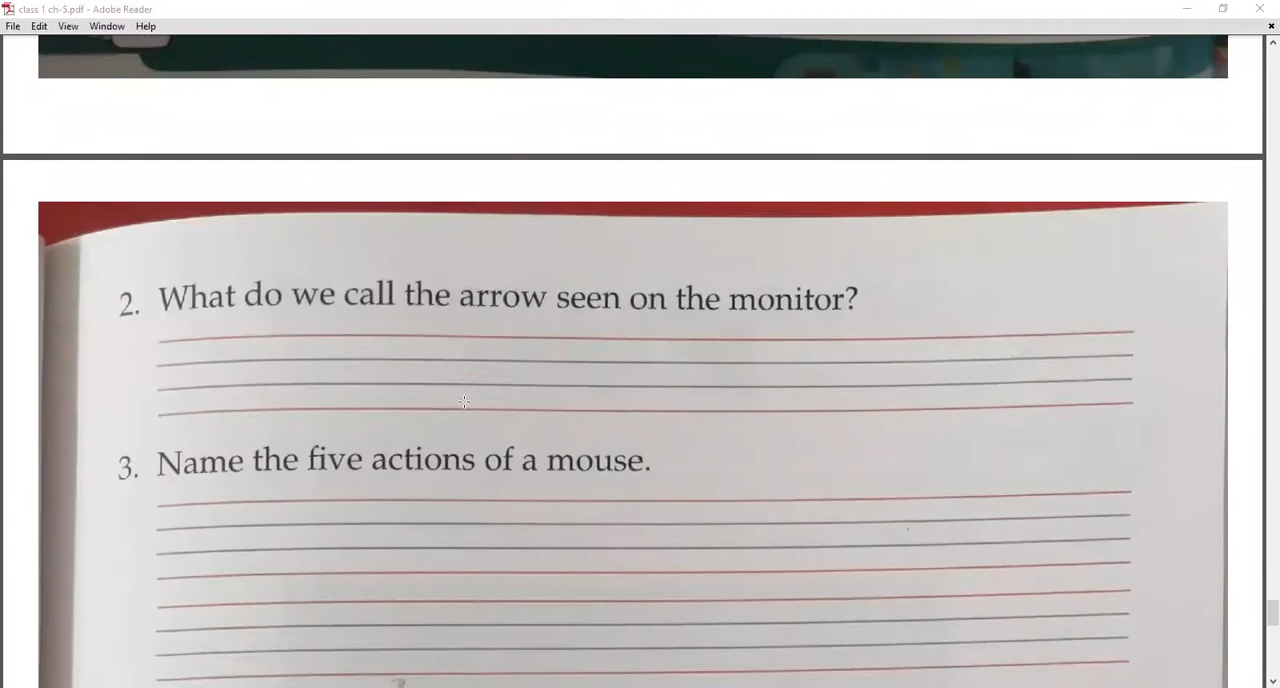 class 1 ch-5.pdf - Adobe Reader
File Edit View Window Help
2. What do we call the arrow seen on the monitor?
3. Name the five actions of a mouse.